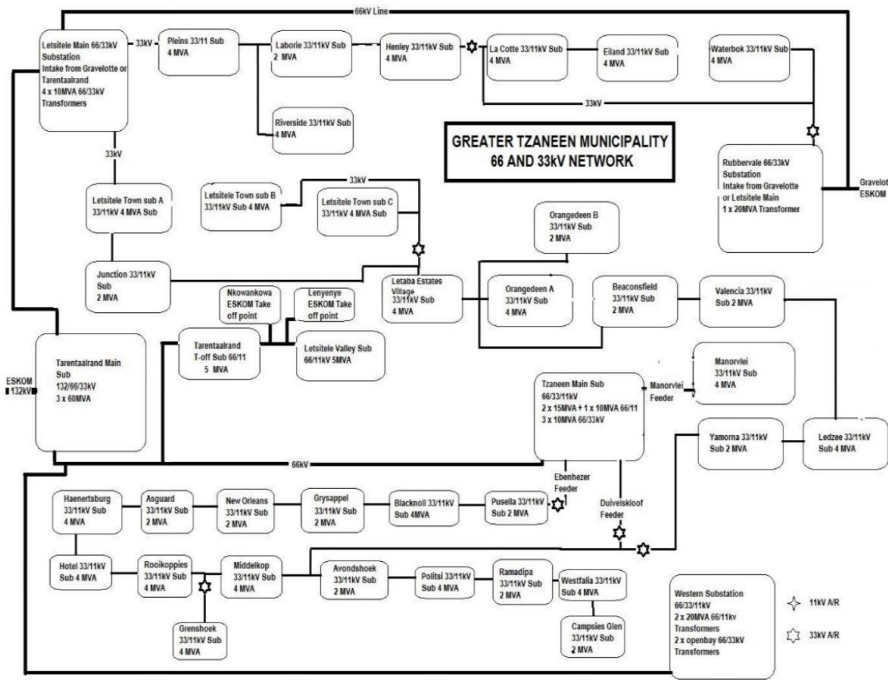 66kV Line
Letsitele Main 66/33kV
Substation
Intake from Gravelotte or
Tarentaalrand
4 x 10MVA 66/33kV
Transformers
33kV
Pleins 33/11 Sub
4 MVA
Laborie 33/11kV Sub
2 MVA
Henley 33/11kV Sub
4 MVA
La Cotte 33/11kV Sub
4 MVA
Eiland 33/11kV Sub
4 MVA
Waterbok 33/11kV Sub
4 MVA
33kV
Riverside 33/11kV Sub
4 MVA
GREATER TZANEEN MUNICIPALITY
66 AND 33kV NETWORK
Rubbervale 66/33kV
Substation
Intake from Gravelotte
or Letsitele Main
1 x 20MVA Transformer
Gravelot
ESKOM
33kV
Letsitele Town sub A
33/11kV 4 MVA Sub
Letsitele Town sub B
33/11kV Sub 4 MVA
33kV
Letsitele Town sub C
33/11kV 4 MVA Sub
Orangedeen B
33/11kV Sub
2 MVA
Junction 33/11kV
Sub
2 MVA
Nkowankowa
ESKOM Take
off point
Lenyenye ESKOM Take
off point
Letaba Estates
Village
33/11kV Sub
4 MVA
Orangedeen A
33/11kV Sub
4 MVA
Beaconsfield
33/11kV Sub
2 MVA
Valencia 33/11kV
Sub 2 MVA
ESKOM
132kV
Tarentaalrand Main
Sub
132/66/33kV
3 x 60MVA
Tarentaalrand
T-off Sub 66/11
5 MVA
Letsitele Valley Sub
66/11kV 5MVA
Tzaneen Main Sub
66/33/11kV
2 x 15MVA + 1 x 10MVA 66/11
3 x 10MVA 66/33kV
Manorvlei
Feeder
Manorvlei
33/11kV Sub
4 MVA
66kV
Ebenhezer
Feeder
Duivelskloof
Feeder
Yamorna 33/11kV
Sub 2 MVA
Ledzee 33/11kV
Sub 4 MVA
Haenertsburg
33/11kV Sub
4 MVA
Asguard
33/11kV Sub
2 MVA
New Orleans
33/11kV Sub
2 MVA
Grysappel
33/11kV Sub
2 MVA
Blacknoll 33/11kV
Sub 4MVA
Pusella 33/11kV
Sub 2 MVA
Hotel 33/11kV
Sub 4 MVA
Rooikoppies
33/11kV Sub
4 MVA
Middelkop
33/11kV Sub
4 MVA
Avondshoek
33/11kV Sub
2 MVA
Politsi 33/11kV
Sub 4 MVA
Ramadipa
33/11kV Sub
2 MVA
Westfalia 33/11kV
Sub 4 MVA
Grenshoek
33/11kV Sub
4 MVA
Campsies Glen
33/11kV Sub
2 MVA
Western Substation
66/33/11kV
2 x 20MVA 66/11kv
Transformers
2 x openbay 66/33kV
Transformers
11kV A/R
33kV A/R